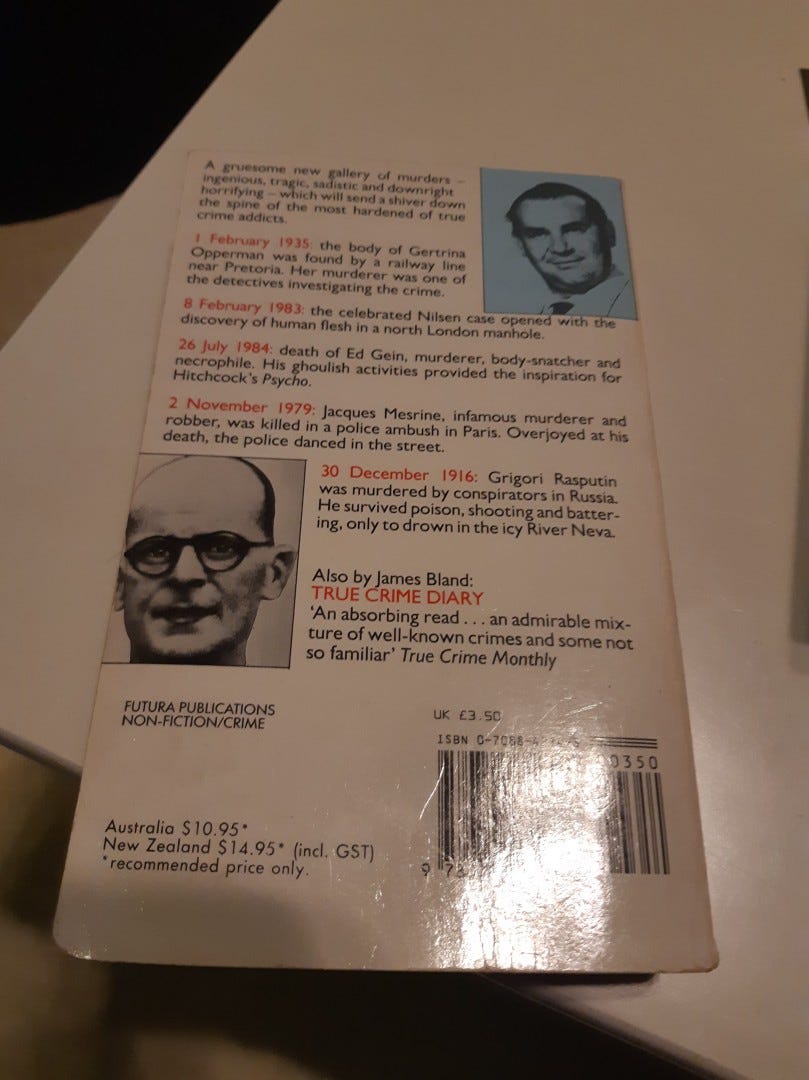 A gruesome new gallery of murders –
ingenious, tragic, sadistic and downright
horrifying – which will send a shiver down
the spine of the most hardened of true
crime addicts.
1 February 1935: the body of Gertrina
Opperman was found by a railway line
near Pretoria. Her murderer was one of
the detectives investigating the crime.
8 February 1983: the celebrated Nilsen case opened with the
discovery of human flesh in a north London manhole.
26 July 1984: death of Ed Gein, murderer, body-snatcher and
necrophile. His ghoulish activities provided the inspiration for
Hitchcock's Psycho.
2 November 1979: Jacques Mesrine, infamous murderer and
robber, was killed in a police ambush in Paris. Overjoyed at his
death, the police danced in the street.
30 December 1916: Grigori Rasputin
was murdered by conspirators in Russia.
He survived poison, shooting and batter-
ing, only to drown in the icy River Neva.
Also by James Bland:
TRUE CRIME DIARY
'An absorbing read . . . an admirable mix-
ture of well-known crimes and some not
so familiar' True Crime Monthly
FUTURA PUBLICATIONS
NON-FICTION/CRIME
UK £3.50
ISBN
00350
Australia $10.95*
New Zealand $14.95* (incl. GST)
*recommended price only.